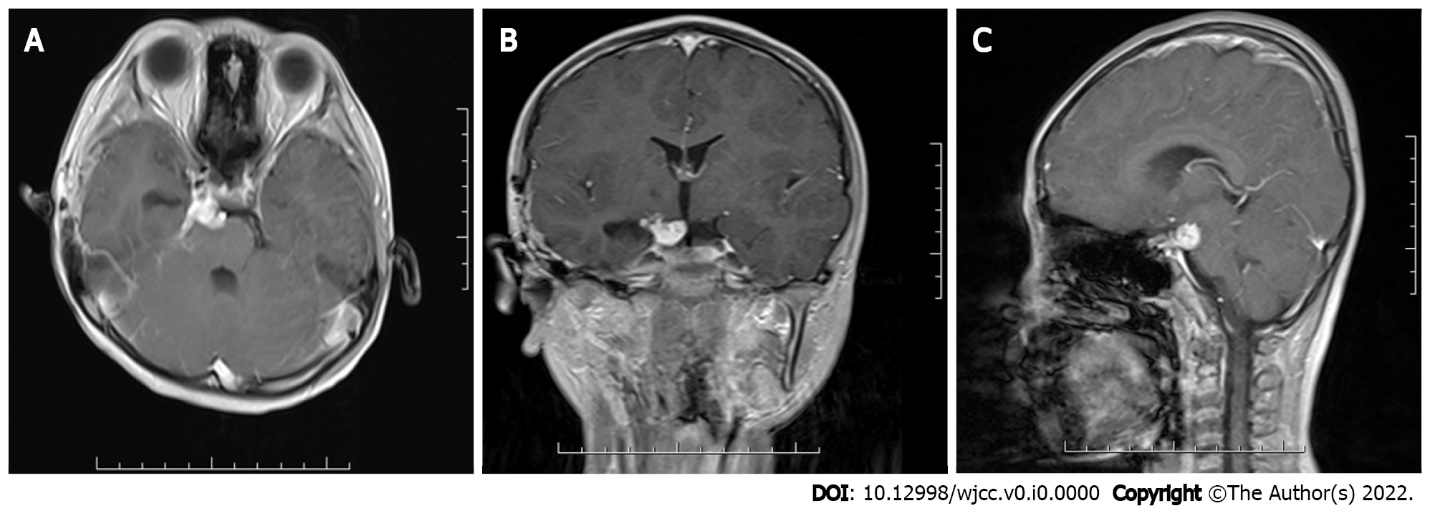 A
B
C
DOI: 10.12998/wjcc.v0.i0.0000 Copyright ©The Author(s) 2022.